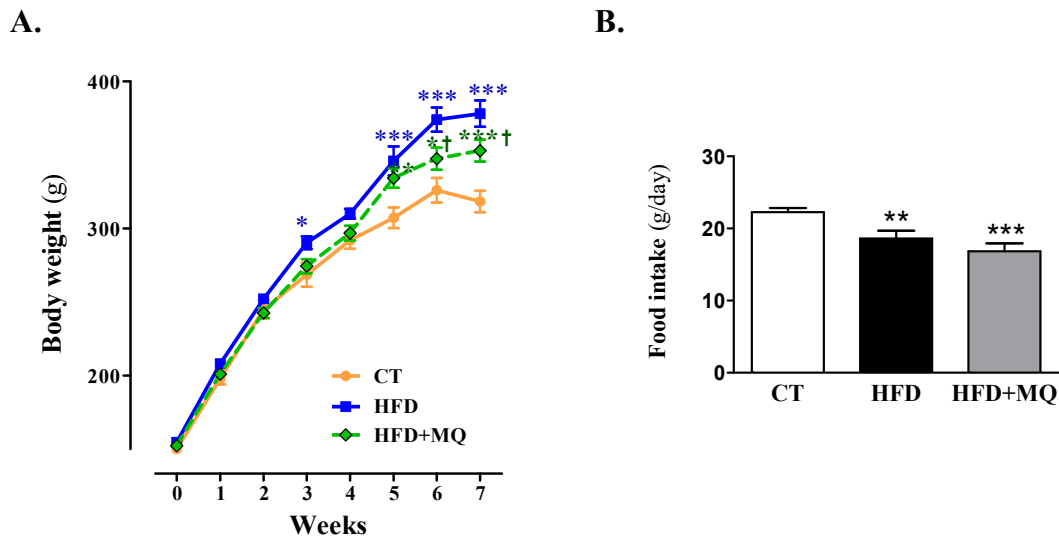 A.
B.
Body weight (g)
400
300
200
*
***
***
***
**
*†
***†
CT
HFD
HFD+MQ
0 1 2 3 4 5 6 7
Weeks
Food intake (g/day)
30
20
10
0
**
***
CT HFD HFD+MQ